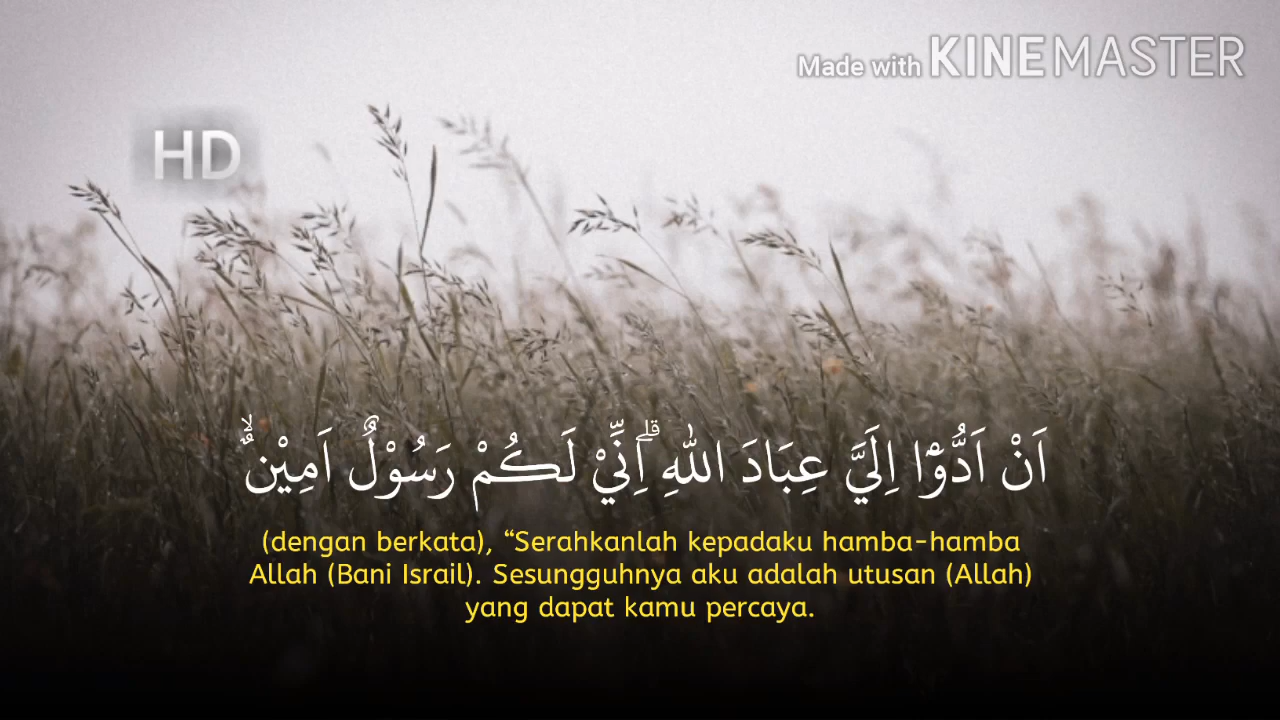 Made with KINEMASTER
HD
اَنْ اَدُّوْٓا اِلَيَّ عِبَادَ اللّٰهِ ۗاِنِّيْ لَكُمْ رَسُوْلٌ اَمِيْنٌۙ
(dengan berkata), “Serahkanlah kepadaku hamba-hamba
Allah (Bani Israil). Sesungguhnya aku adalah utusan (Allah)
yang dapat kamu percaya.